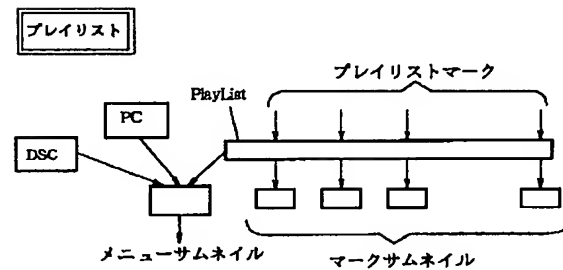 プレイリスト
プレイリストマーク
PlayList
PC
DSC
メニューサムネイル
マークサムネイル